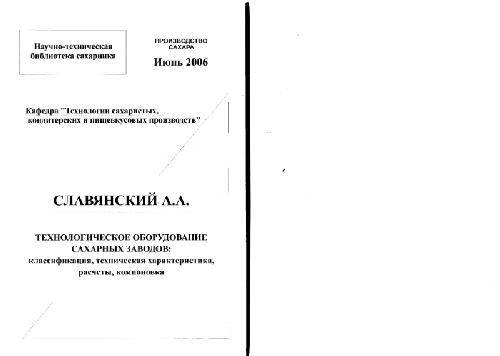 Научно-техническая
библиотека сахарника
ПРОИЗВОДСТВО
САХАРА
Июнь 2006
Кафедра "Технологии сахаристых,
кондитерских и пищевкусовых производств"
СЛАВЯНСКИЙ А.А.
ТЕХНОЛОГИЧЕСКОЕ ОБОРУДОВАНИЕ
САХАРНЫХ ЗАВОДОВ:
классификация, техническая характеристика,
расчеты, компоновка